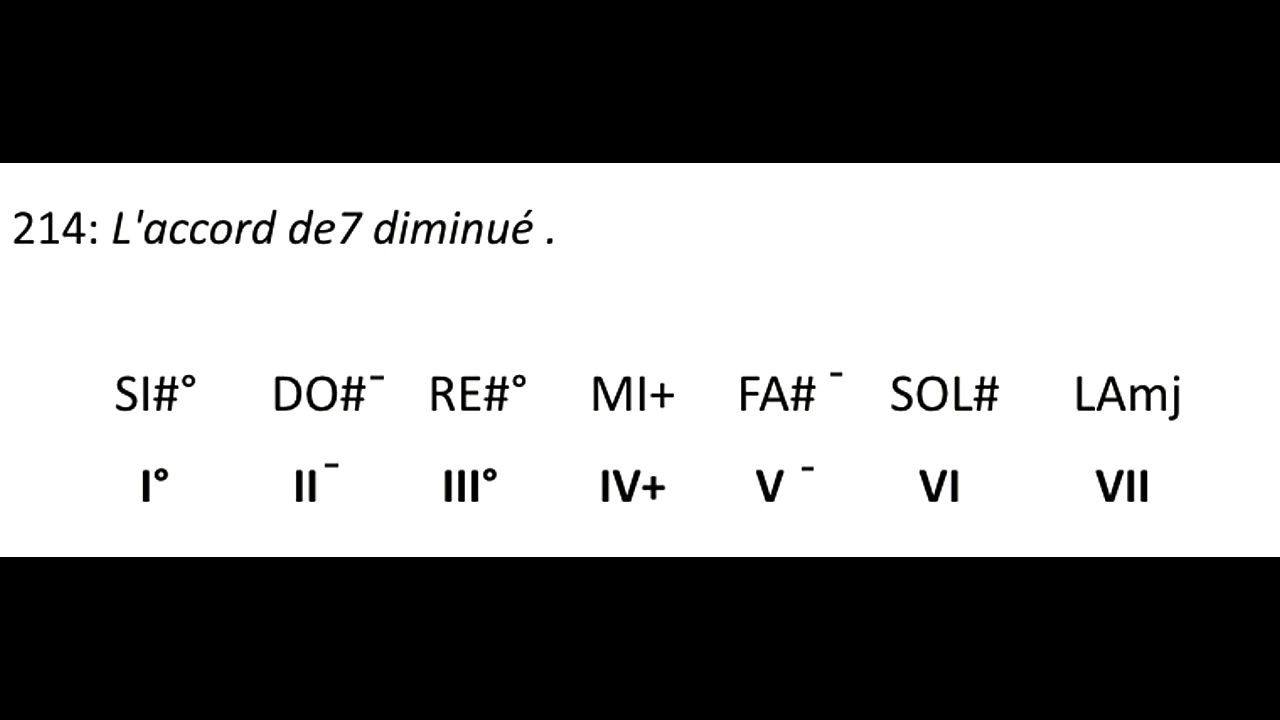 214: L'accord de7 diminué .
SI#° DO#⁻ RE#° MI+ FA# ⁻ SOL# LAmj
I° II⁻ III° IV+ V ⁻ VI VII